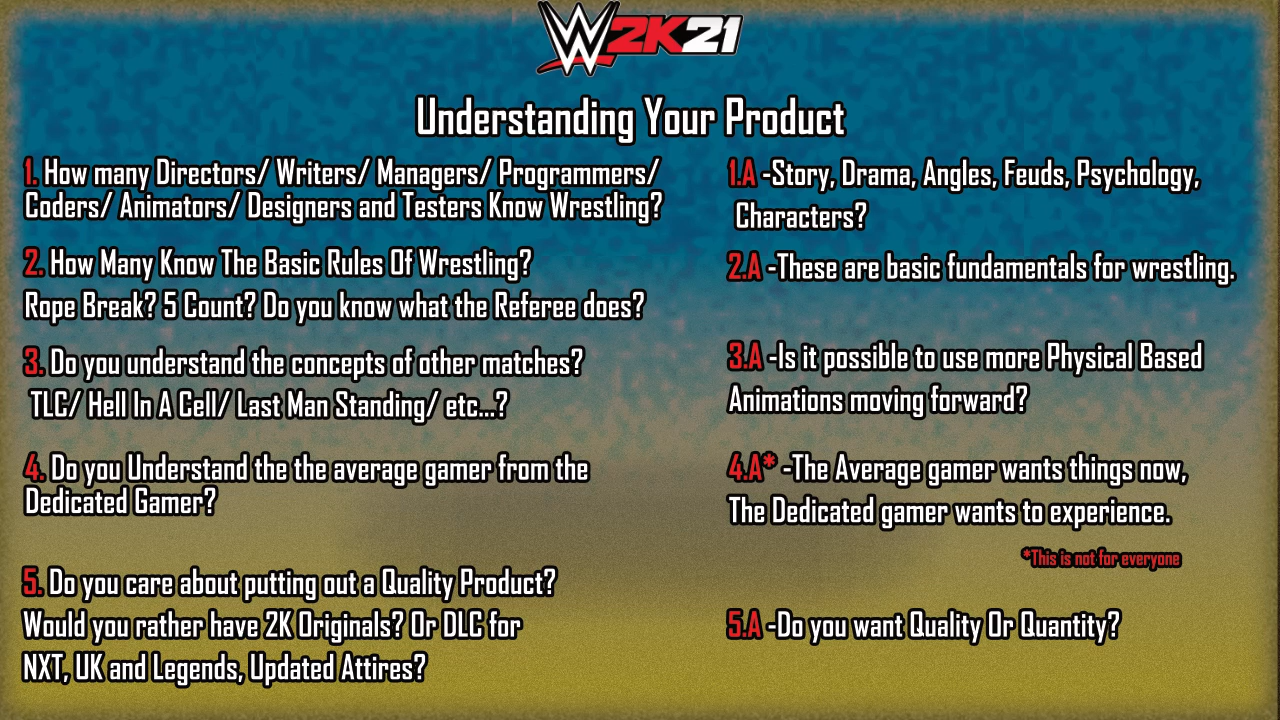 W 2K21
Understanding Your Product
1. How many Directors/ Writers/ Managers/ Programmers/
Coders/ Animators/ Designers and Testers Know Wrestling?
1.A -Story, Drama, Angles, Feuds, Psychology,
Characters?
2. How Many Know The Basic Rules Of Wrestling?
Rope Break? 5 Count? Do you know what the Referee does?
2.A -These are basic fundamentals for wrestling.
3. Do you understand the concepts of other matches?
TLC/ Hell In A Cell/ Last Man Standing/ etc...?
3.A -Is it possible to use more Physical Based
Animations moving forward?
4. Do you Understand the the average gamer from the
Dedicated Gamer?
4.A* -The Average gamer wants things now,
The Dedicated gamer wants to experience.
*This is not for everyone
5. Do you care about putting out a Quality Product?
Would you rather have 2K Originals? Or DLC for
NXT, UK and Legends, Updated Attires?
5.A -Do you want Quality Or Quantity?